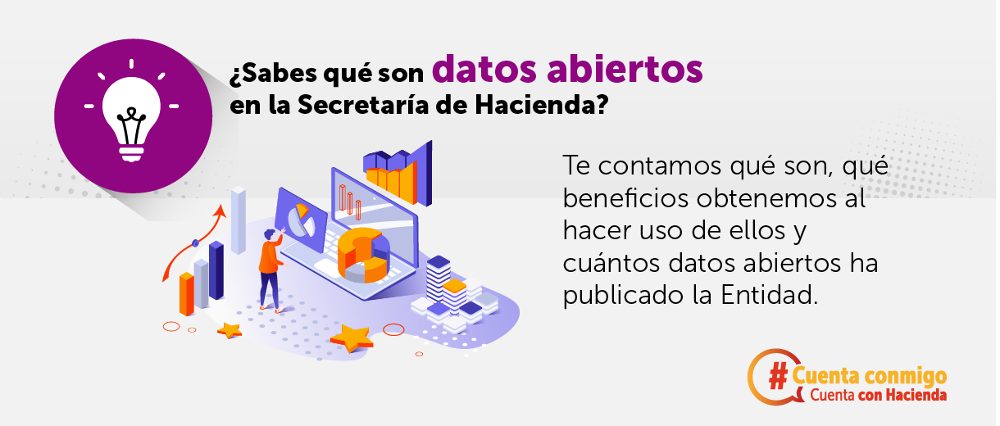 ¿Sabes qué son datos abiertos
en la Secretaría de Hacienda?
Te contamos qué son, qué
beneficios obtenemos al
hacer uso de ellos y
cuántos datos abiertos ha
publicado la Entidad.
# Cuenta conmigo
Cuenta con Hacienda